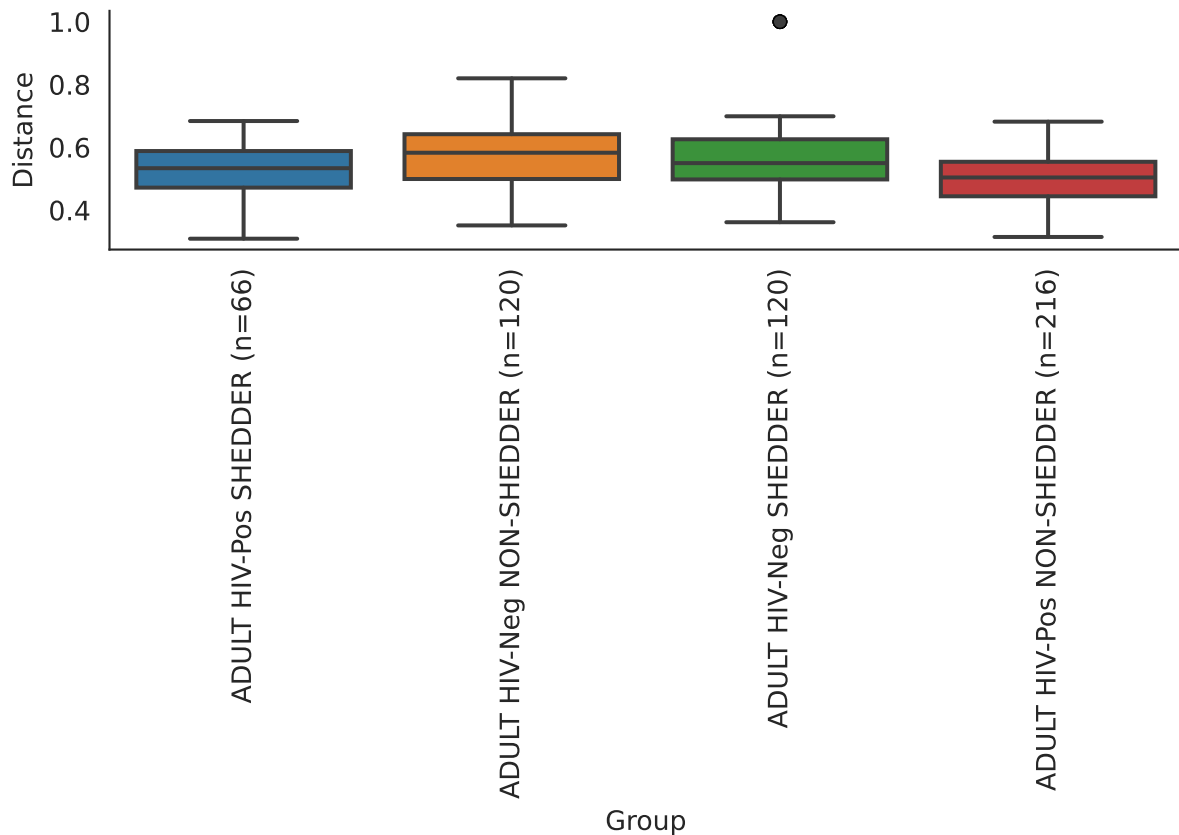 1.0
0.8
0.6
0.4
Distance
ADULT HIV-Pos SHEDDER (n=66)
ADULT HIV-Neg NON-SHEDDER (n=120)
ADULT HIV-Neg SHEDDER (n=120)
ADULT HIV-Pos NON-SHEDDER (n=216)
Group